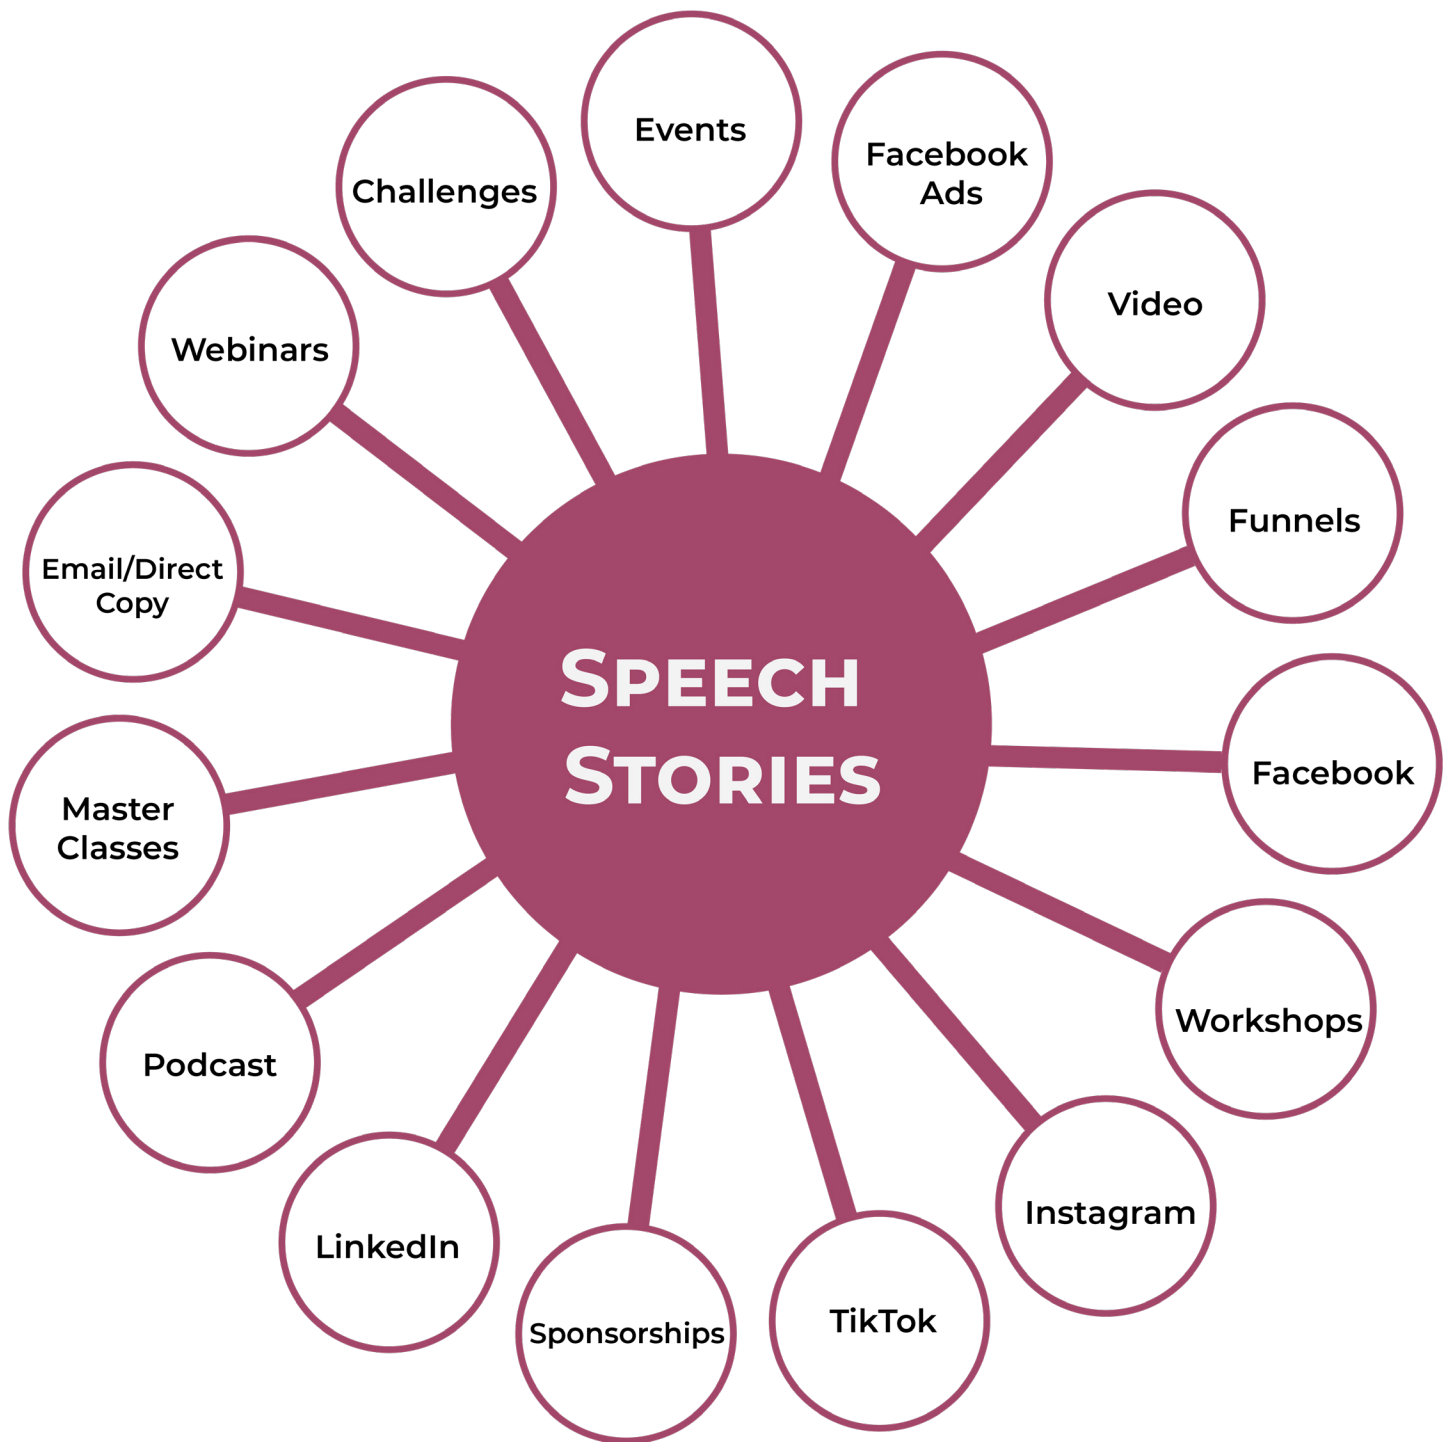 Events
Facebook
Ads
Video
Funnels
Facebook
Workshops
Instagram
TikTok
Sponsorships
LinkedIn
Podcast
Master
Classes
Email/Direct
Copy
Webinars
Challenges
SPEECH
STORIES